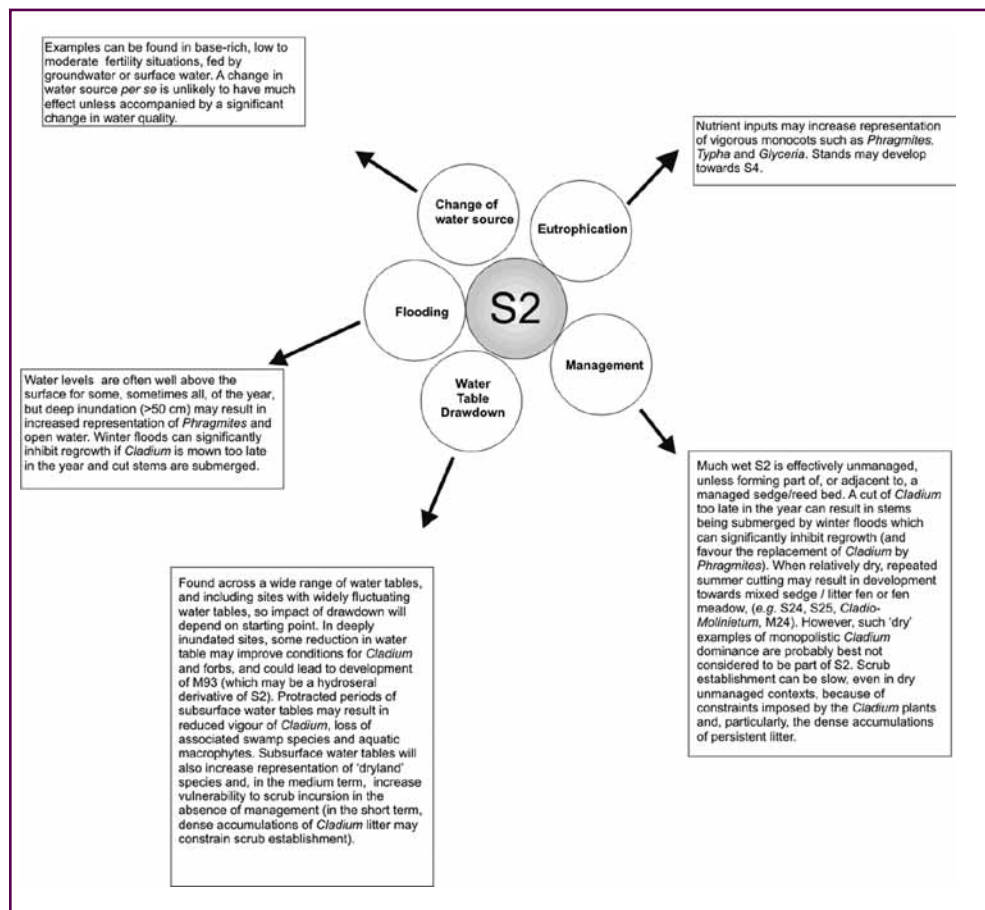 Examples can be found in base-rich, low to
moderate fertility situations, fed by
groundwater or surface water. A change in
water source per se is unlikely to have much
effect unless accompanied by a significant
change in water quality.
Nutrient inputs may increase representation
of vigorous monocots such as Phragmites,
Typha and Glyceria. Stands may develop
towards S4.
Change of
water source
Eutrophication
Flooding
S2
Management
Water
Table
Drawdown
Water levels are often well above the
surface for some, sometimes all, of the year,
but deep inundation (>50 cm) may result in
increased representation of Phragmites and
open water. Winter floods can significantly
inhibit regrowth if Cladium is mown too late
in the year and cut stems are submerged.
Much wet S2 is effectively unmanaged,
unless forming part of, or adjacent to, a
managed sedge/reed bed. A cut of Cladium
too late in the year can result in stems
being submerged by winter floods which
can significantly inhibit regrowth (and
favour the replacement of Cladium by
Phragmites). When relatively dry, repeated
summer cutting may result in development
towards mixed sedge / litter fen or fen
meadow, (e.g. S24, S25, Cladio-
Molinietum, M24). However, such 'dry'
examples of monopolistic Cladium
dominance are probably best not
considered to be part of S2. Scrub
establishment can be slow, even in dry
unmanaged contexts, because of
constraints imposed by the Cladium plants
and, particularly, the dense accumulations
of persistent litter.
Found across a wide range of water tables,
and including sites with widely fluctuating
water tables, so impact of drawdown will
depend on starting point. In deeply
inundated sites, some reduction in water
table may improve conditions for Cladium
and forbs, and could lead to development
of M93 (which may be a hydroseral
derivative of S2). Protracted periods of
subsurface water tables may result in
reduced vigour of Cladium, loss of
associated swamp species and aquatic
macrophytes. Subsurface water tables will
also increase representation of 'dryland'
species and, in the medium term, increase
vulnerability to scrub incursion in the
absence of management (in the short term,
dense accumulations of Cladium litter may
constrain scrub establishment).